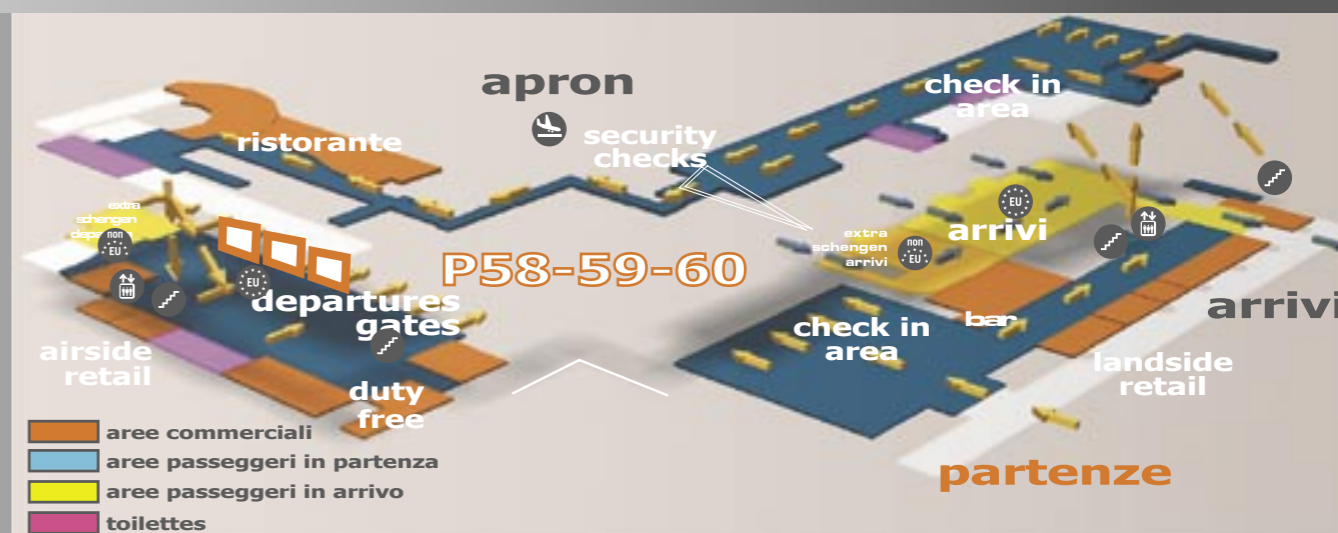 apron
check in
area
ristorante
security
checks
extra
schengen
non
EU
EU
departures
gates
P58-59-60
EU
arrivi
extra
schengen
arrivi
non
EU
airside
retail
duty
free
check in
area
bar
landside
retail
arrivi
partenze
aree commerciali
aree passeggeri in partenza
aree passeggeri in arrivo
toilettes